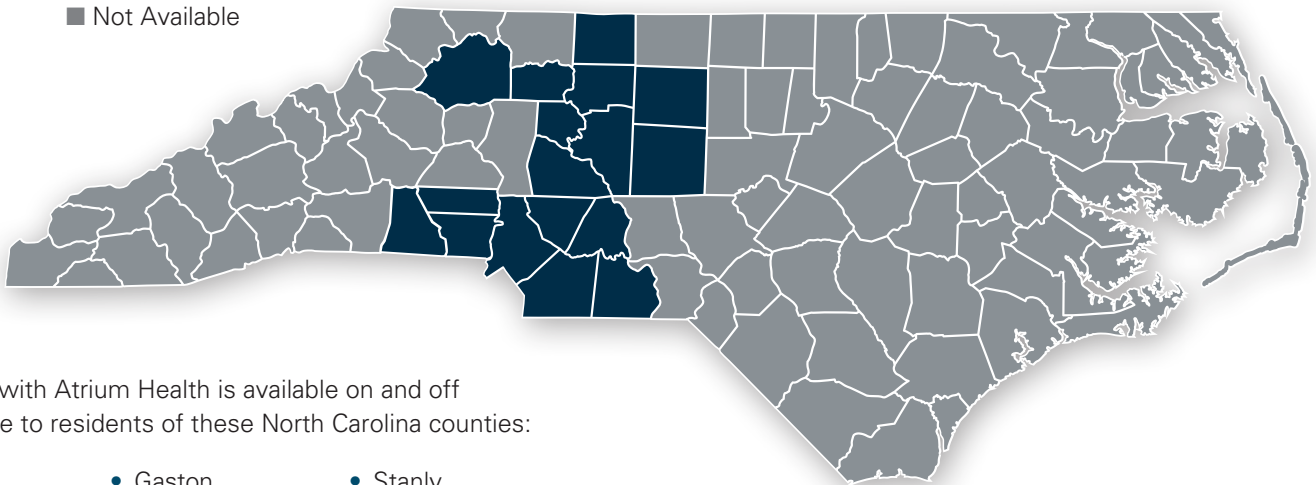 Not Available
with Atrium Health is available on and off
e to residents of these North Carolina counties:
• Gaston
• Stanly